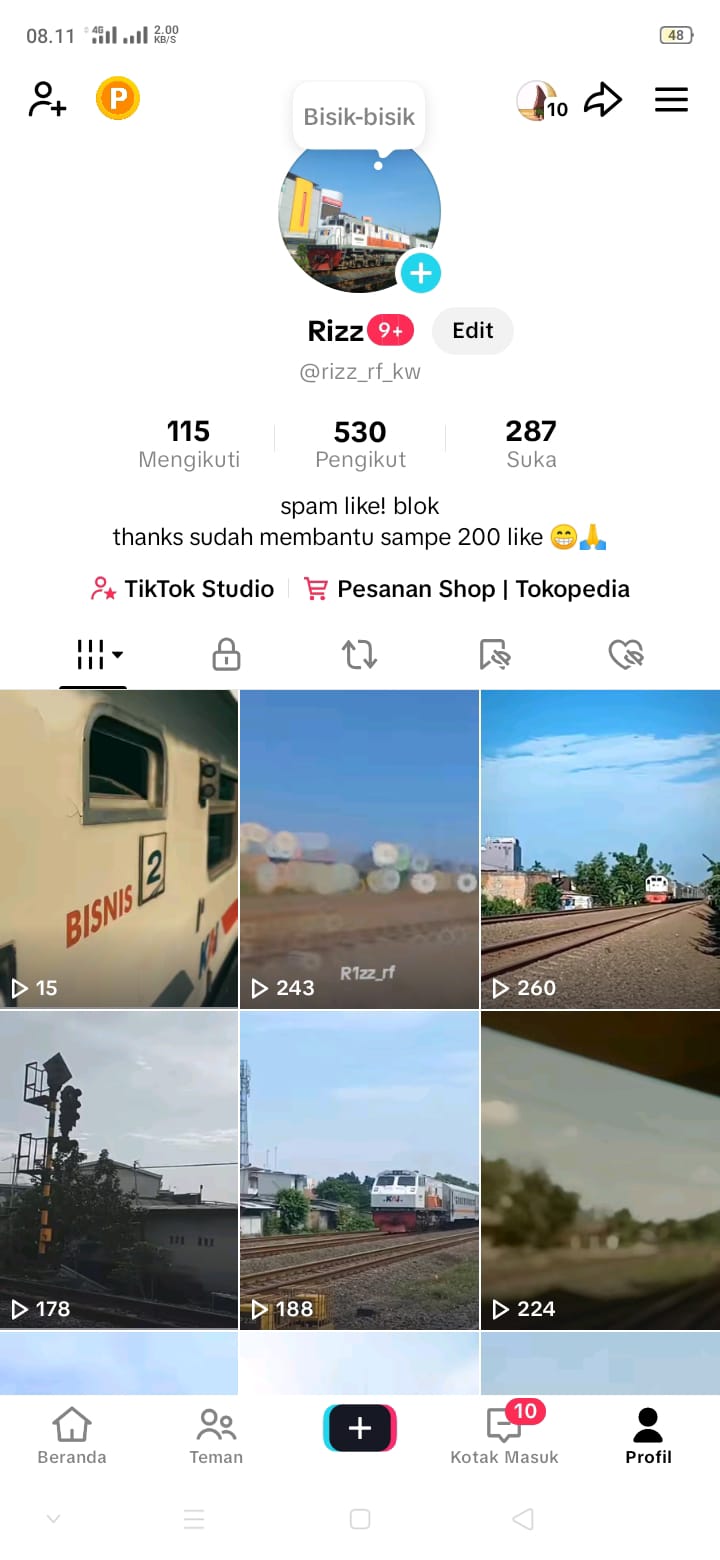 08.11 4G 2.00 KB/S 48
P 10
Bisik-bisik
Rizz 9+ Edit
@rizz_rf_kw
115 530 287
Mengikuti Pengikut Suka
spam like! blok
thanks sudah membantu sampe 200 like 😁🙏
TikTok Studio Pesanan Shop | Tokopedia
BISNIS 2
R1zz_rf
15 243 260
KAI
178 188 224
10
Beranda Teman Kotak Masuk Profil